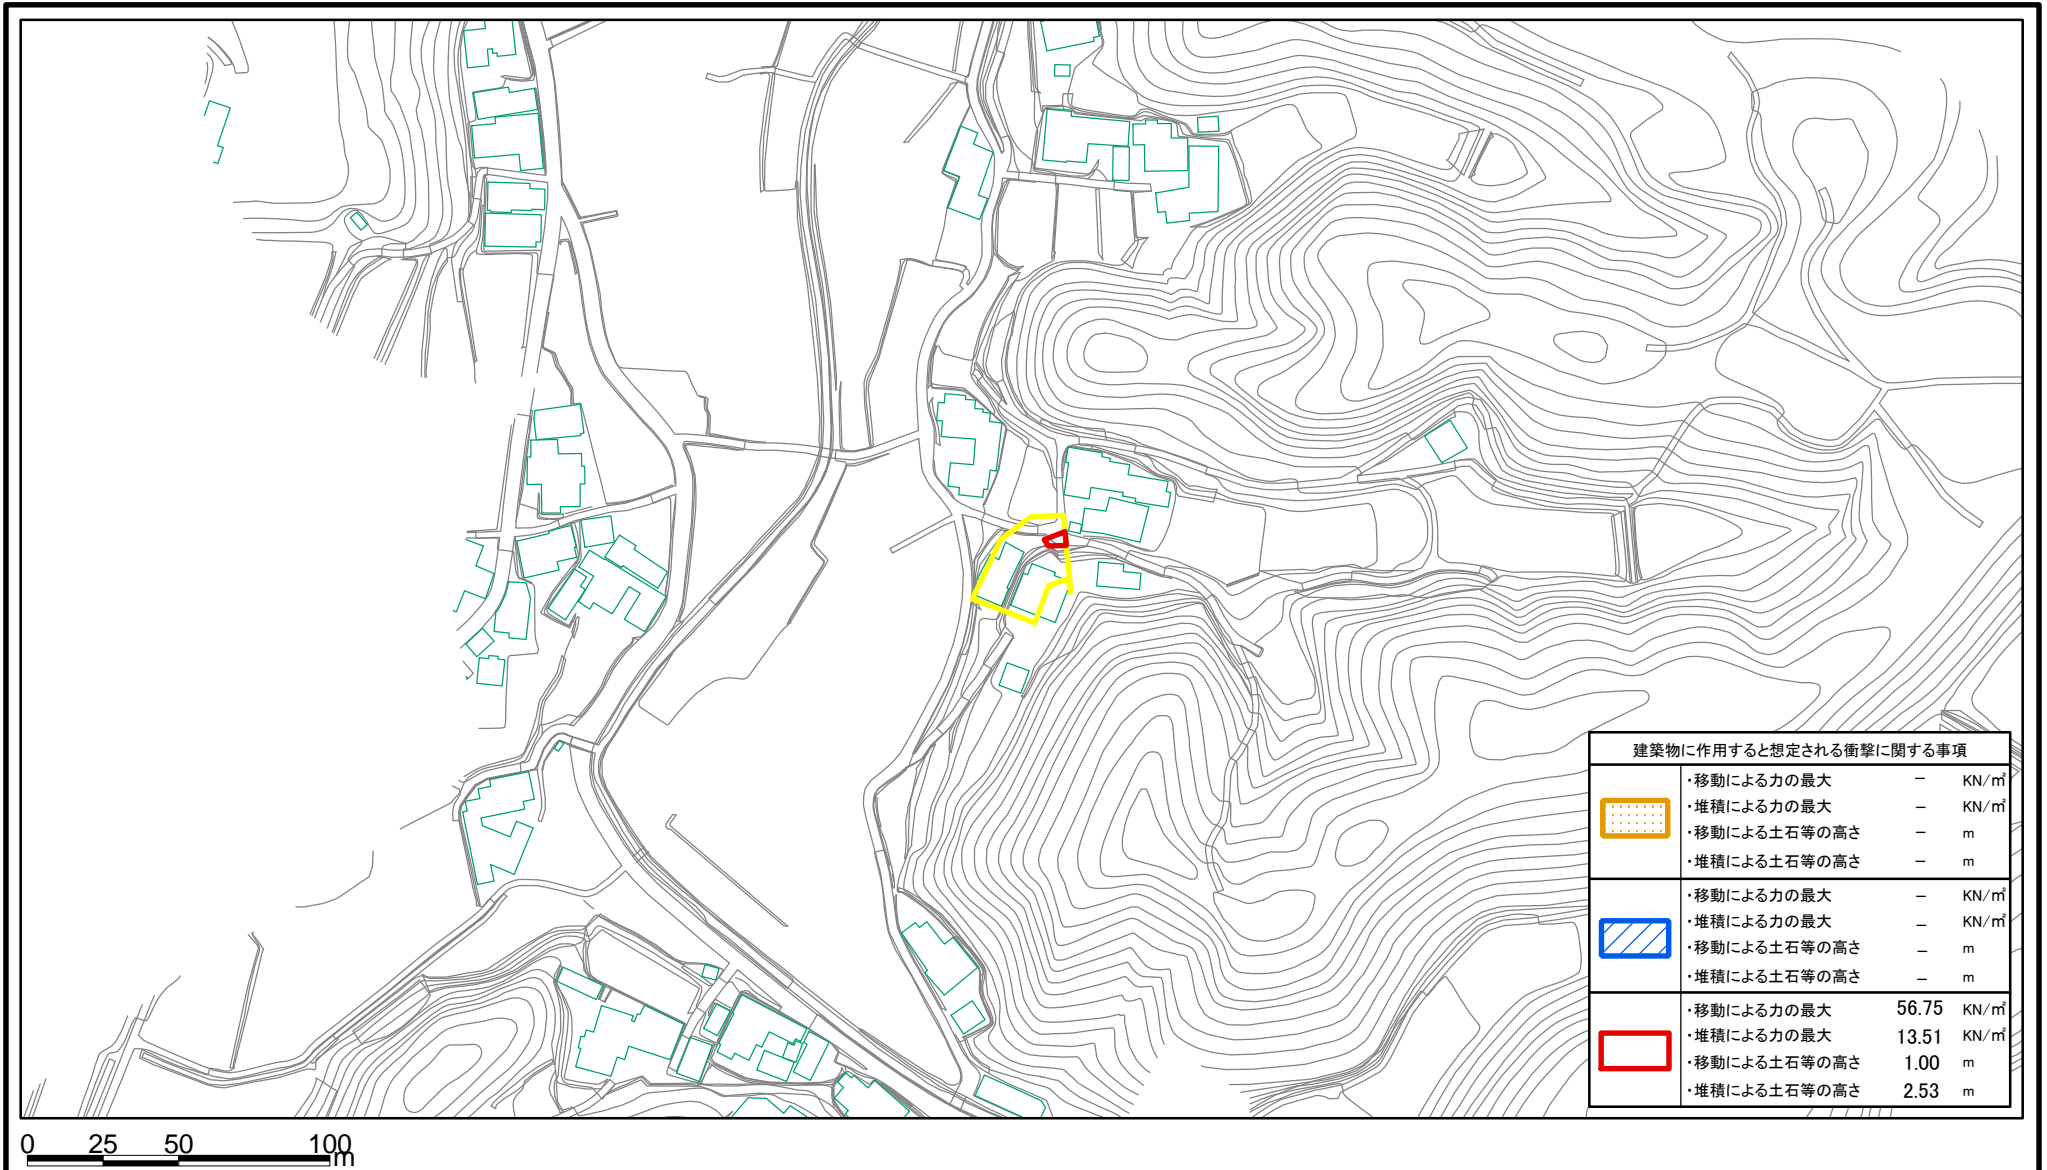 建築物に作用すると想定される衝撃に関する事項
・移動による力の最大 － KN/㎡
・堆積による力の最大 － KN/㎡
・移動による土石等の高さ － m
・堆積による土石等の高さ － m
・移動による力の最大 － KN/㎡
・堆積による力の最大 － KN/㎡
・移動による土石等の高さ － m
・堆積による土石等の高さ － m
・移動による力の最大 56.75 KN/㎡
・堆積による力の最大 13.51 KN/㎡
・移動による土石等の高さ 1.00 m
・堆積による土石等の高さ 2.53 m
0 25 50 100
m